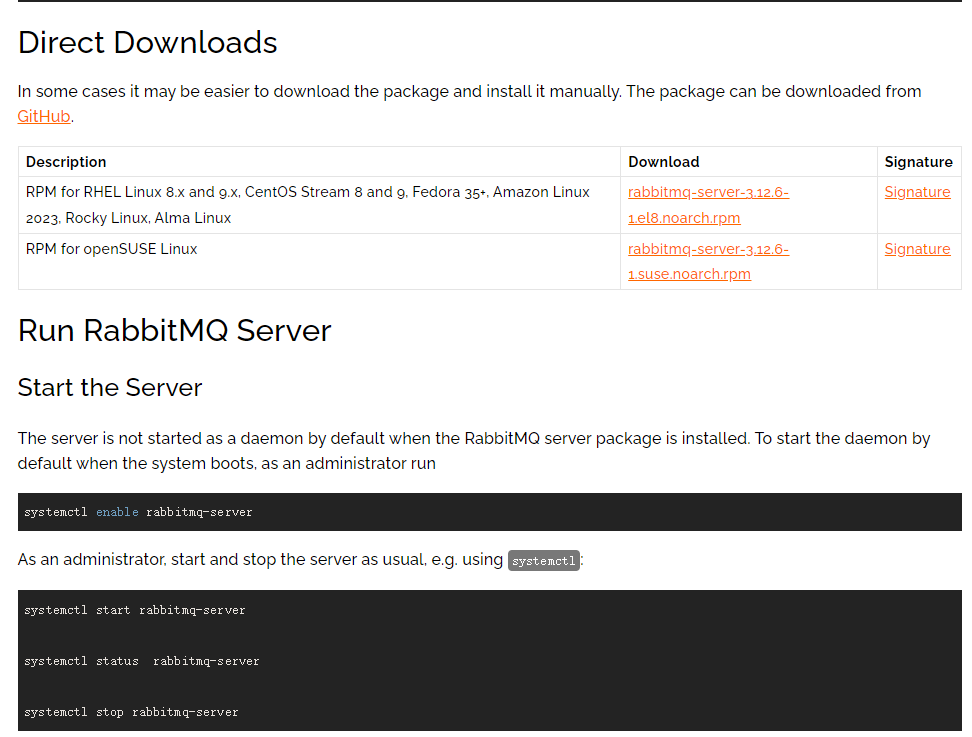 Direct Downloads
In some cases it may be easier to download the package and install it manually. The package can be downloaded from
GitHub.
Description Download Signature
RPM for RHEL Linux 8.x and 9.x, CentOS Stream 8 and 9, Fedora 35+, Amazon Linux rabbitmq-server-3.12.6- Signature
2023, Rocky Linux, Alma Linux 1.el8.noarch.rpm
RPM for openSUSE Linux rabbitmq-server-3.12.6- Signature
1.suse.noarch.rpm
Run RabbitMQ Server
Start the Server
The server is not started as a daemon by default when the RabbitMQ server package is installed. To start the daemon by
default when the system boots, as an administrator run
systemctl enable rabbitmq-server
As an administrator, start and stop the server as usual, e.g. using systemctl:
systemctl start rabbitmq-server
systemctl status  rabbitmq-server
systemctl stop rabbitmq-server